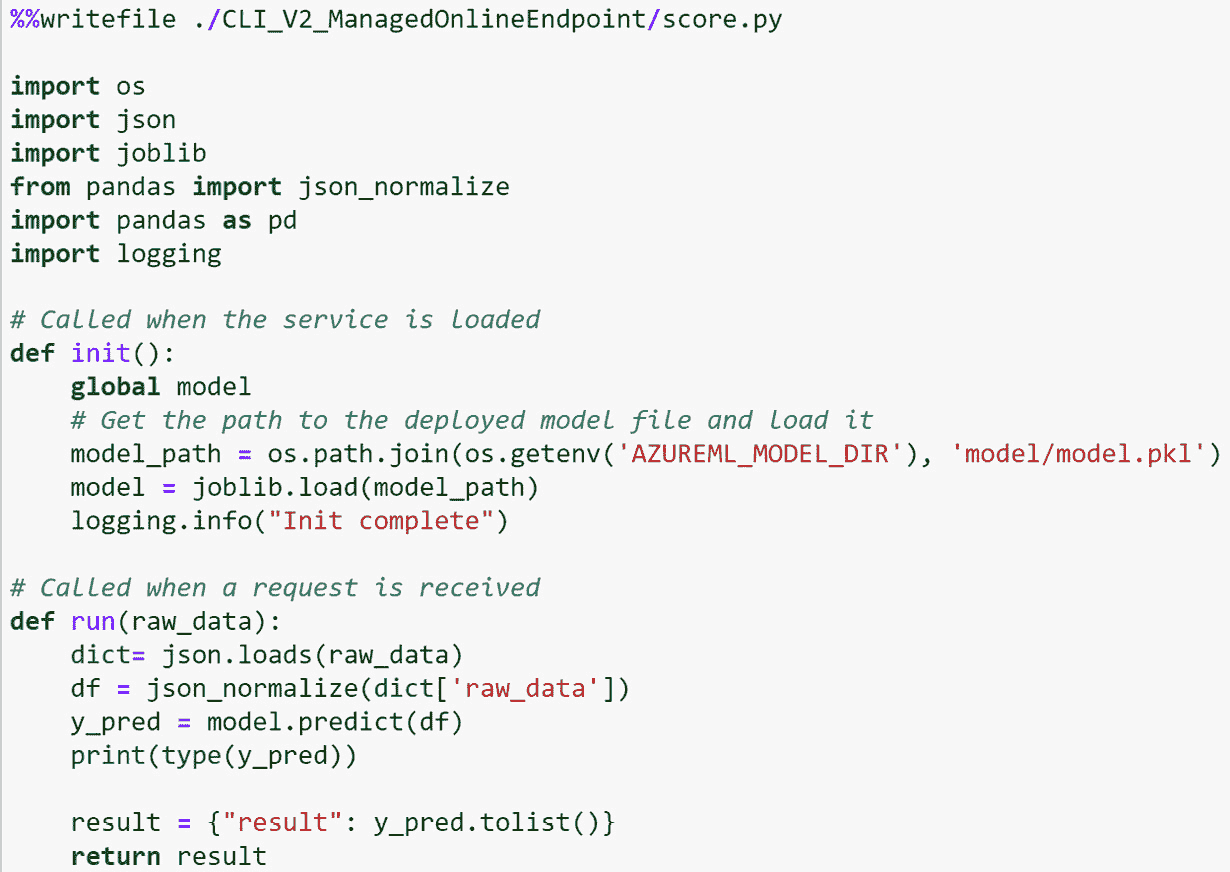 %%writefile ./CLI_V2_ManagedOnlineEndpoint/score.py
import os
import json
import joblib
from pandas import json_normalize
import pandas as pd
import logging
# Called when the service is loaded
def init():
    global model
    # Get the path to the deployed model file and load it
    model_path = os.path.join(os.getenv('AZUREML_MODEL_DIR'), 'model/model.pkl')
    model = joblib.load(model_path)
    logging.info("Init complete")
# Called when a request is received
def run(raw_data):
    dict= json.loads(raw_data)
    df = json_normalize(dict['raw_data'])
    y_pred = model.predict(df)
    print(type(y_pred))
    result = {"result": y_pred.tolist()}
    return result